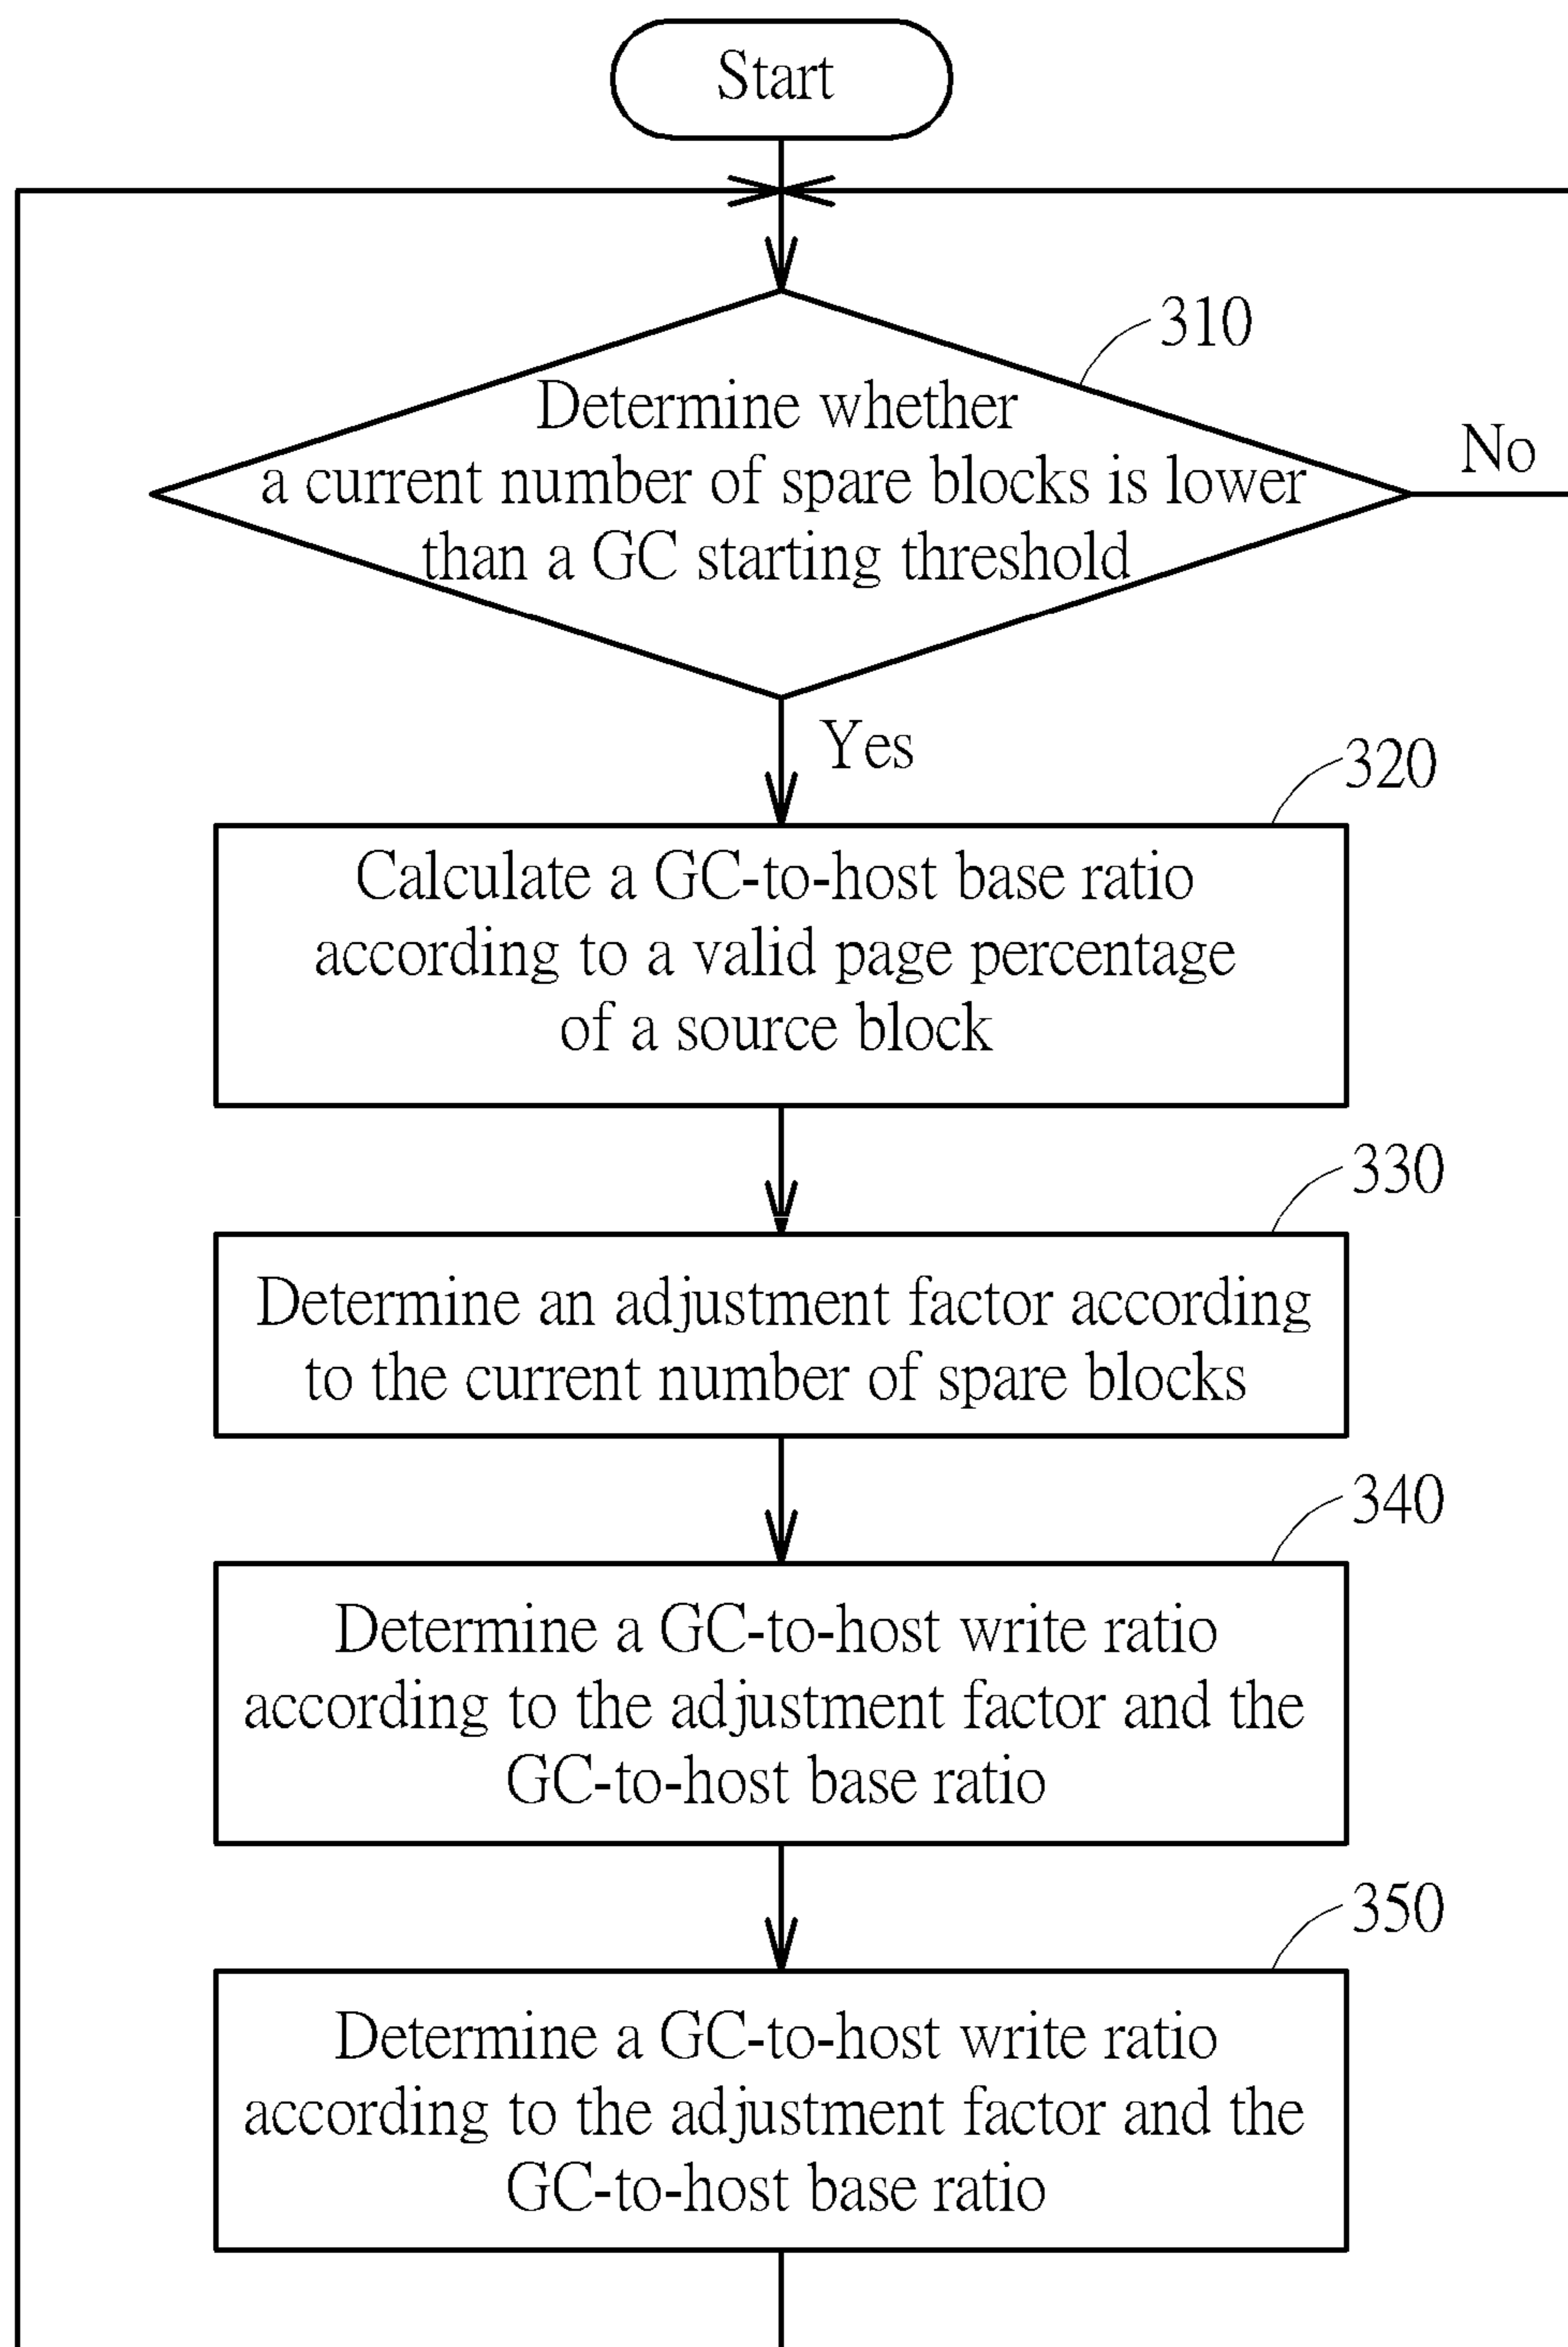 Start
310
Determine whether
a current number of spare blocks is lower
than a GC starting threshold
No
Yes
320
Calculate a GC-to-host base ratio
according to a valid page percentage
of a source block
330
Determine an adjustment factor according
to the current number of spare blocks
340
Determine a GC-to-host write ratio
according to the adjustment factor and the
GC-to-host base ratio
350
Determine a GC-to-host write ratio
according to the adjustment factor and the
GC-to-host base ratio